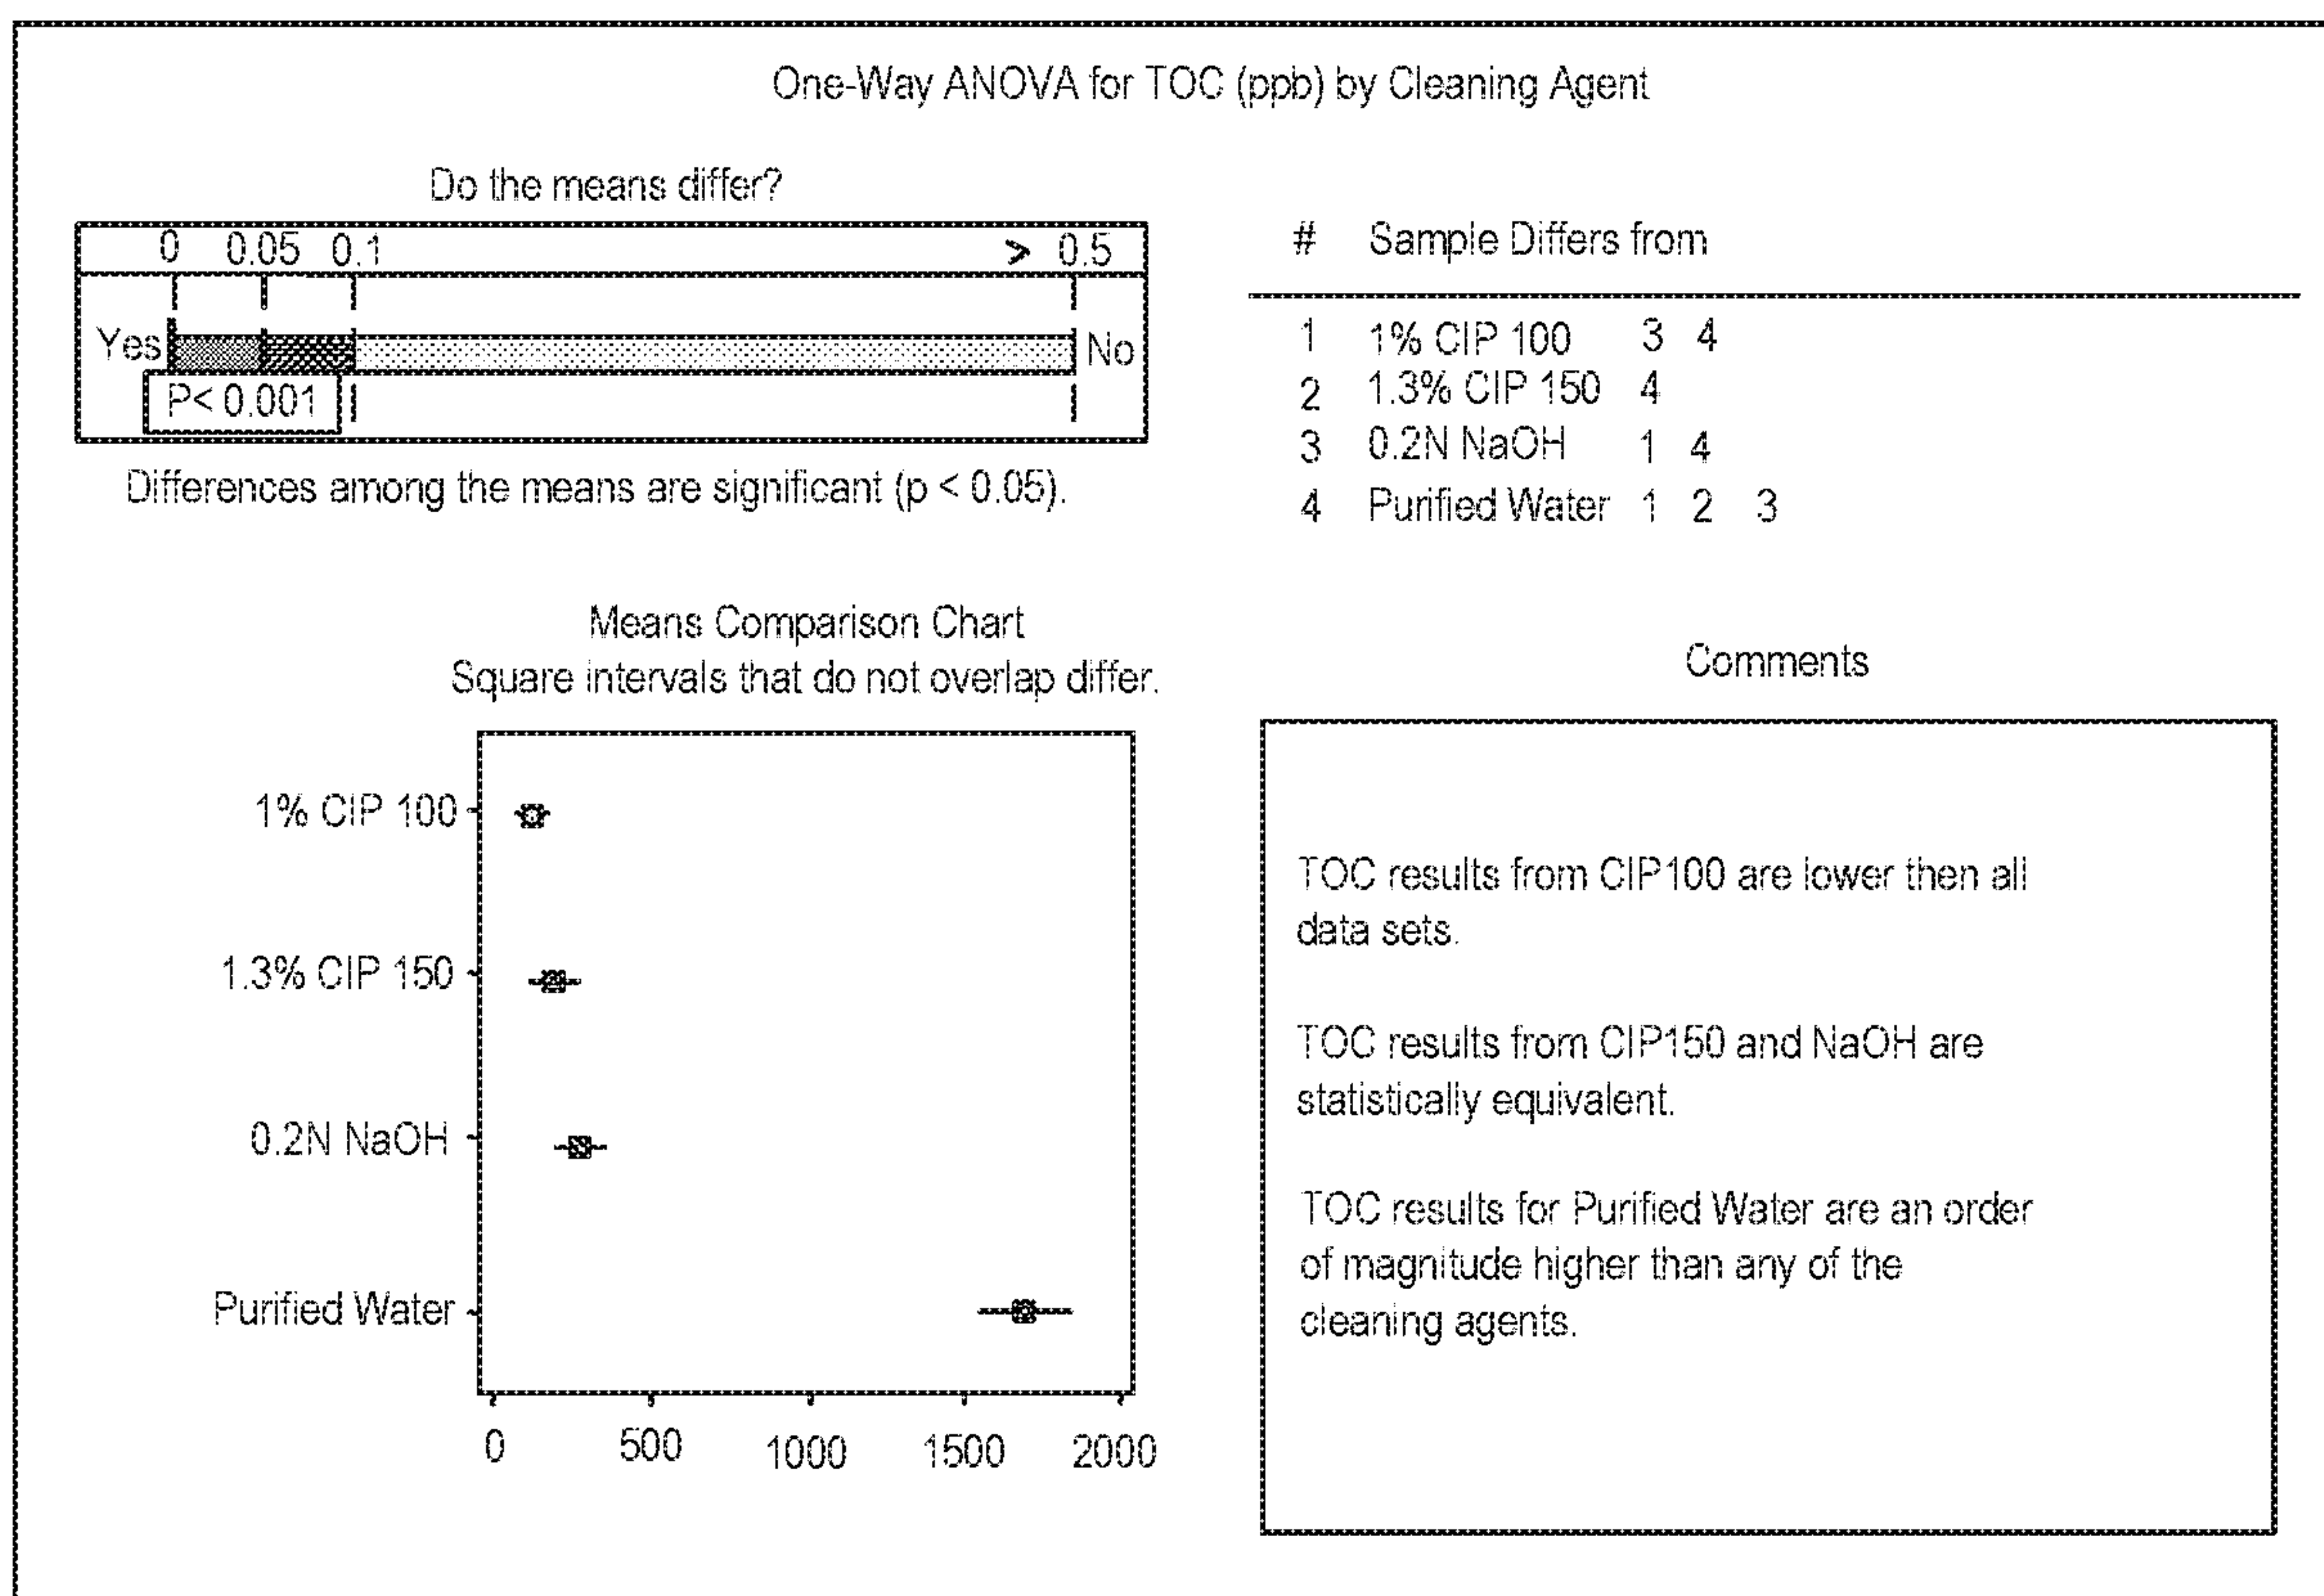 One-Way ANOVA for TOC (ppb) by Cleaning Agent
Do the means differ?
0 0.05 0.1 > 0.5
Yes No
P< 0.001
Differences among the means are significant (p < 0.05).
# Sample Differs from
1 1% CIP 100 3 4
2 1.3% CIP 150 4
3 0.2N NaOH 1 4
4 Purified Water 1 2 3
Means Comparison Chart
Square intervals that do not overlap differ.
1% CIP 100
1.3% CIP 150
0.2N NaOH
Purified Water
0 500 1000 1500 2000
Comments
TOC results from CIP100 are lower then all
data sets.
TOC results from CIP150 and NaOH are
statistically equivalent.
TOC results for Purified Water are an order
of magnitude higher than any of the
cleaning agents.